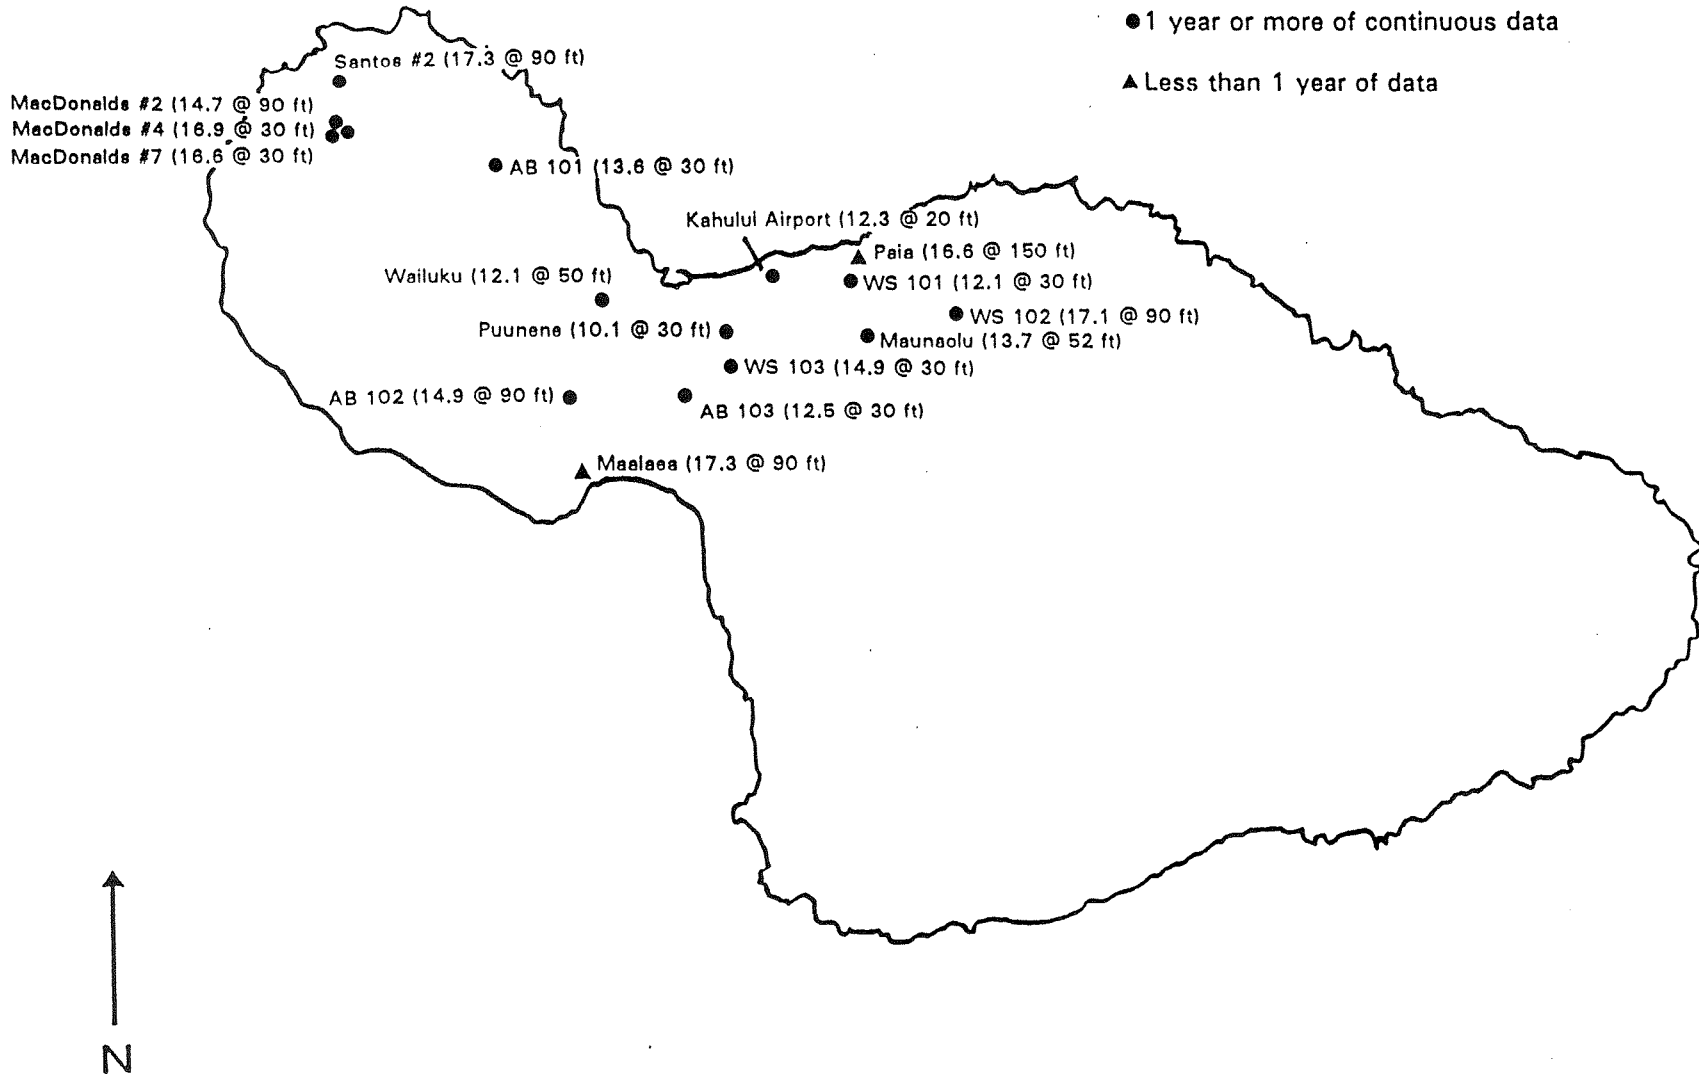 ●1 year or more of continuous data
Santos #2 (17.3 @ 90 ft)
▲Less than 1 year of data
MacDonalds #2 (14.7 @ 90 ft)
MacDonalds #4 (16.9 @ 30 ft)
MacDonalds #7 (16.6 @ 30 ft)
AB 101 (13.6 @ 30 ft)
Kahului Airport (12.3 @ 20 ft)
Paia (16.6 @ 150 ft)
Wailuku (12.1 @ 50 ft)
WS 101 (12.1 @ 30 ft)
WS 102 (17.1 @ 90 ft)
Puunene (10.1 @ 30 ft)
Maunaolu (13.7 @ 52 ft)
WS 103 (14.9 @ 30 ft)
AB 102 (14.9 @ 90 ft)
AB 103 (12.5 @ 30 ft)
Maalaea (17.3 @ 90 ft)
N